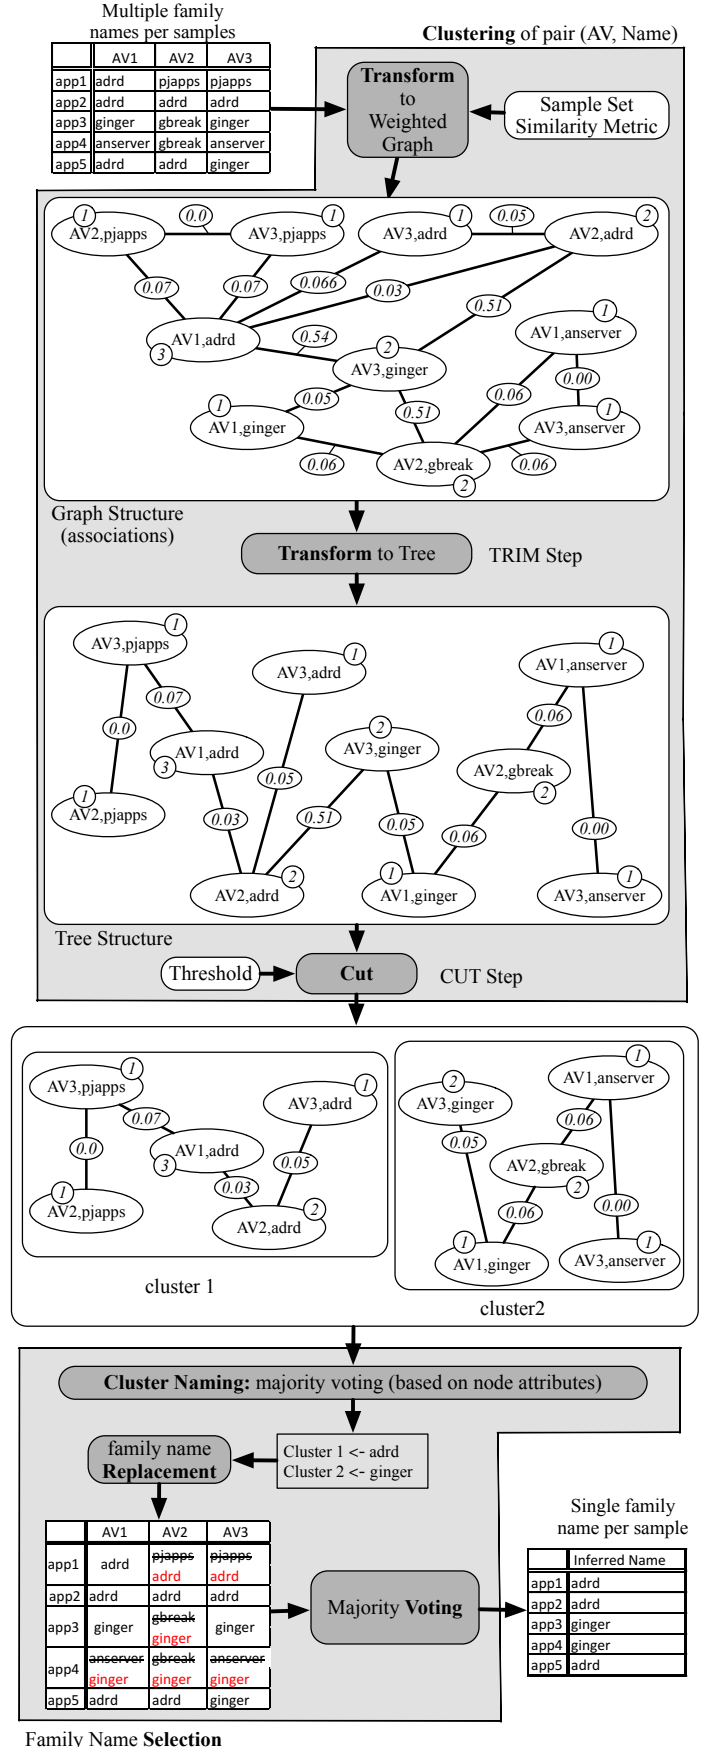 Multiple family
names per samples
AV1 AV2 AV3
app1 adrd pjapps pjapps
app2 adrd adrd adrd
app3 ginger gbreak ginger
app4 anserver gbreak anserver
app5 adrd adrd ginger
Clustering of pair (AV, Name)
Transform
to
Weighted
Graph
Sample Set
Similarity Metric
1 0.0 1 1 0.05 2
AV2,pjapps AV3,pjapps AV3,adrd AV2,adrd
0.07 0.07 0.066 0.03
0.51 1
AV1,adrd 3 0.54 AV1,anserver
2
AV3,ginger
0.00
0.05 0.51 0.06
1 1
AV1,ginger AV3,anserver
0.06 AV2,gbreak 2 0.06
Graph Structure
(associations)
Transform to Tree
TRIM Step
1 1 1
AV3,pjapps AV3,adrd AV1,anserver
0.07 0.06
0.0 2
AV1,adrd 3 AV3,ginger
AV2,gbreak 2
0.05
1
AV2,pjapps 0.03 0.51 0.05 0.06 0.00
2 1 1
AV2,adrd AV1,ginger AV3,anserver
Tree Structure
Threshold
Cut
CUT Step
1
AV3,pjapps
0.07
1
AV3,adrd
0.0
AV1,adrd
3
0.05
0.03
1
AV2,pjapps
2
AV2,adrd
cluster 1
1
AV1,anserver
2
AV3,ginger
0.06
0.05
AV2,gbreak
2
0.06
0.00
1
AV1,ginger
1
AV3,anserver
cluster2
Cluster Naming: majority voting (based on node attributes)
family name
Replacement
Cluster 1 <- adrd
Cluster 2 <- ginger
AV1 AV2 AV3
app1 adrd pjapps pjapps
adrd adrd
app2 adrd adrd adrd
app3 ginger gbreak ginger
ginger
app4 anserver gbreak anserver
ginger ginger ginger
app5 adrd adrd ginger
Majority Voting
Single family
name per sample
Inferred Name
app1 adrd
app2 adrd
app3 ginger
app4 ginger
app5 adrd
Family Name Selection